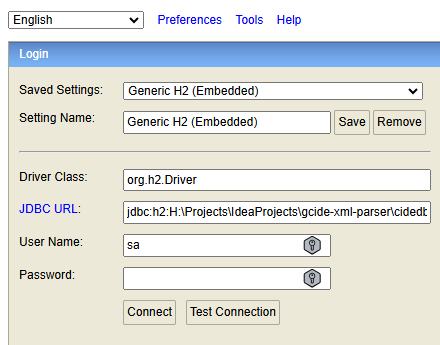 English Preferences Tools Help
Login
Saved Settings: Generic H2 (Embedded)
Setting Name: Generic H2 (Embedded) Save Remove
Driver Class: org.h2.Driver
JDBC URL: jdbc:h2:H:\Projects\IdeaProjects\gcide-xml-parser\cidedb
User Name: sa
Password:
Connect Test Connection